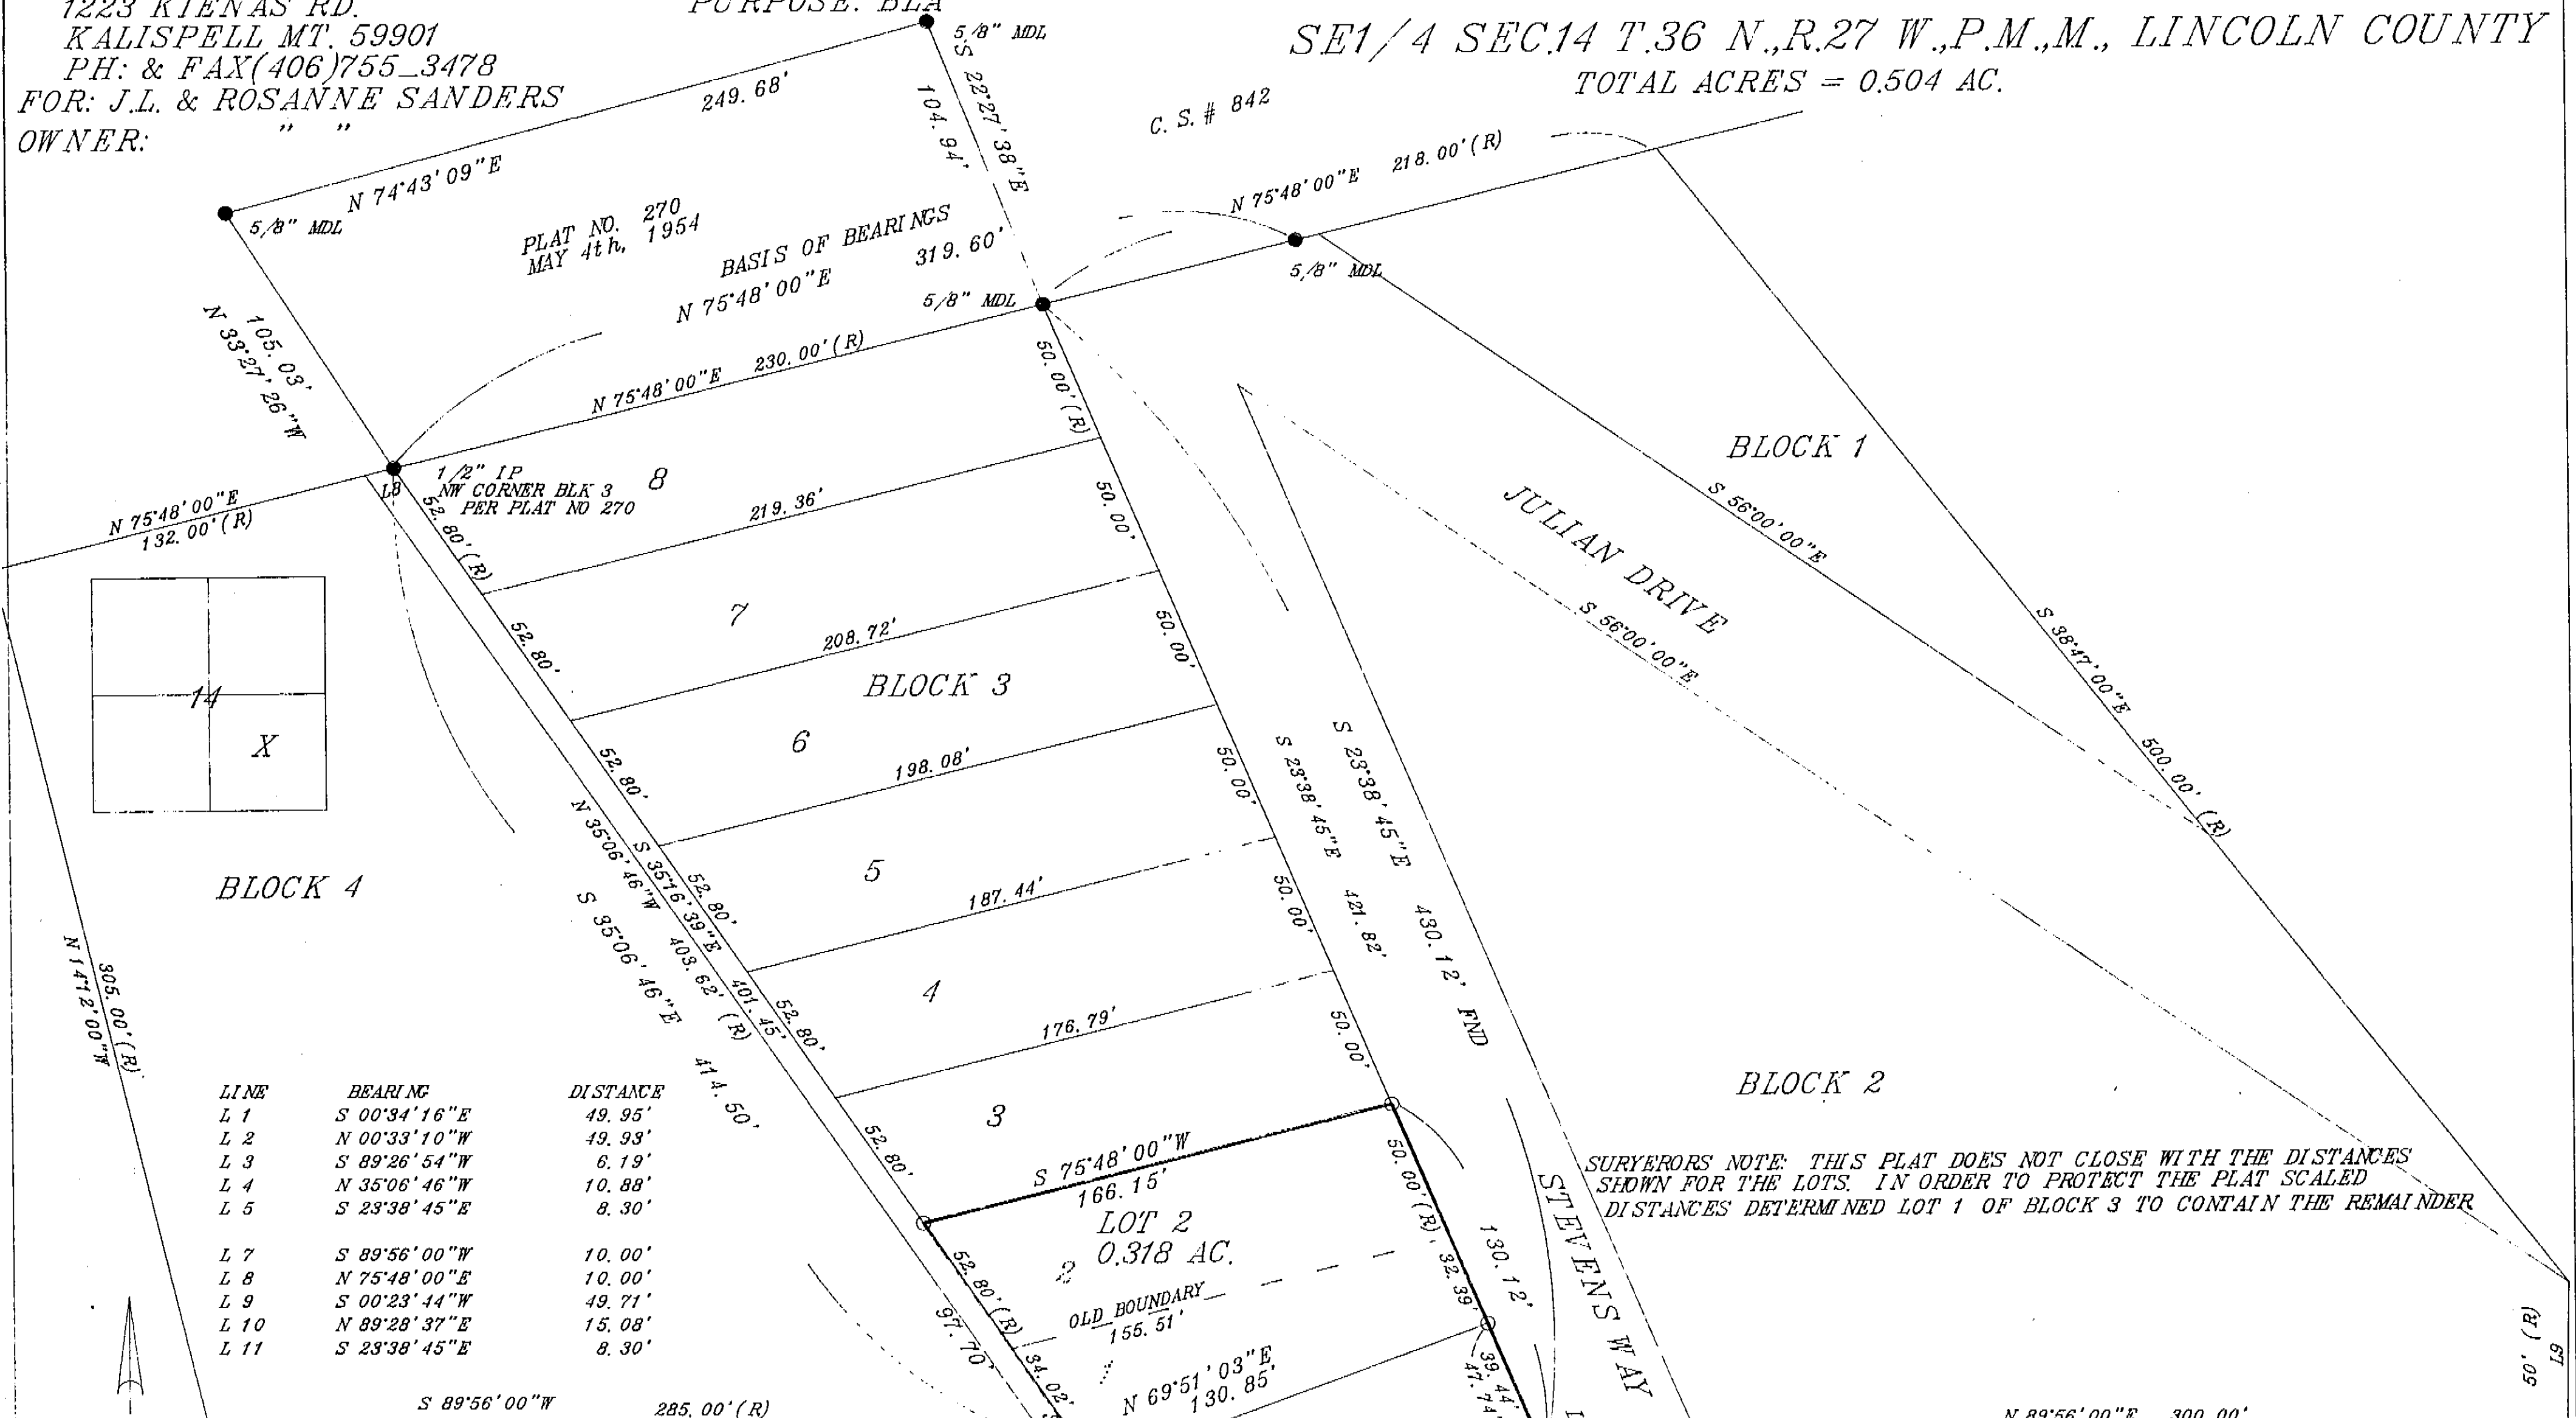 1223 KIENAS RD.
KALISPELL MT. 59901
PH: & FAX(406)755_3478
FOR: J.L. & ROSANNE SANDERS
OWNER: " "
PURPOSE: BLA
SE1/4 SEC.14 T.36 N.,R.27 W.,P.M.,M., LINCOLN COUNTY
TOTAL ACRES = 0.504 AC.
5/8" MDL
249.68'
N 74°43'09"E
S 22°27'38"E
104.94'
C.S.# 842
5/8" MDL
PLAT NO. 270
MAY 4th, 1954
BASIS OF BEARINGS
N 75°48'00"E 319.60'
5/8" MDL
N 75°48'00"E 218.00'(R)
5/8" MDL
105.03'
N 33°27'26"W
N 75°48'00"E 230.00'(R)
50.00'(R)
1/2" IP
NW CORNER BLK 3
PER PLAT NO 270
L8
8
N 75°48'00"E
132.00'(R)
52.80'(R)
219.36'
50.00'
BLOCK 1
JULIAN DRIVE
S 56°00'00"E
S 56°00'00"E
S 38°47'00"E 500.00' (R)
14
X
7
52.80'
208.72'
50.00'
BLOCK 3
6
52.80'
198.08'
50.00'
S 23°38'45"E 421.82'
S 23°38'45"E 430.12' FND
N 35°06'46"W 403.62' (R)
S 35°16'39"E 401.45'
S 35°06'46"E 414.50'
5
52.80'
187.44'
50.00'
BLOCK 4
N 14°12'00"W
305.00'(R)
4
52.80'
176.79'
50.00'
3
52.80'
BLOCK 2
SURYERORS NOTE: THIS PLAT DOES NOT CLOSE WITH THE DISTANCES
SHOWN FOR THE LOTS. IN ORDER TO PROTECT THE PLAT SCALED
DISTANCES DETERMINED LOT 1 OF BLOCK 3 TO CONTAIN THE REMAINDER
LINE BEARING DISTANCE
L 1 S 00°34'16"E 49.95'
L 2 N 00°33'10"W 49.93'
L 3 S 89°26'54"W 6.19'
L 4 N 35°06'46"W 10.88'
L 5 S 23°38'45"E 8.30'
L 7 S 89°56'00"W 10.00'
L 8 N 75°48'00"E 10.00'
L 9 S 00°23'44"W 49.71'
L 10 N 89°28'37"E 15.08'
L 11 S 23°38'45"E 8.30'
S 75°48'00"W
166.15'
LOT 2
0.318 AC.
2
50.00'(R)
32.39'
130.12'
STEVENS WAY
52.80'(R)
97.70'
34.02'
OLD BOUNDARY
155.51'
N 69°51'03"E
130.85'
39.44'
47.74'
S 89°56'00"W 285.00'(R)
N 89°56'00"E 300.00'
50' (R)